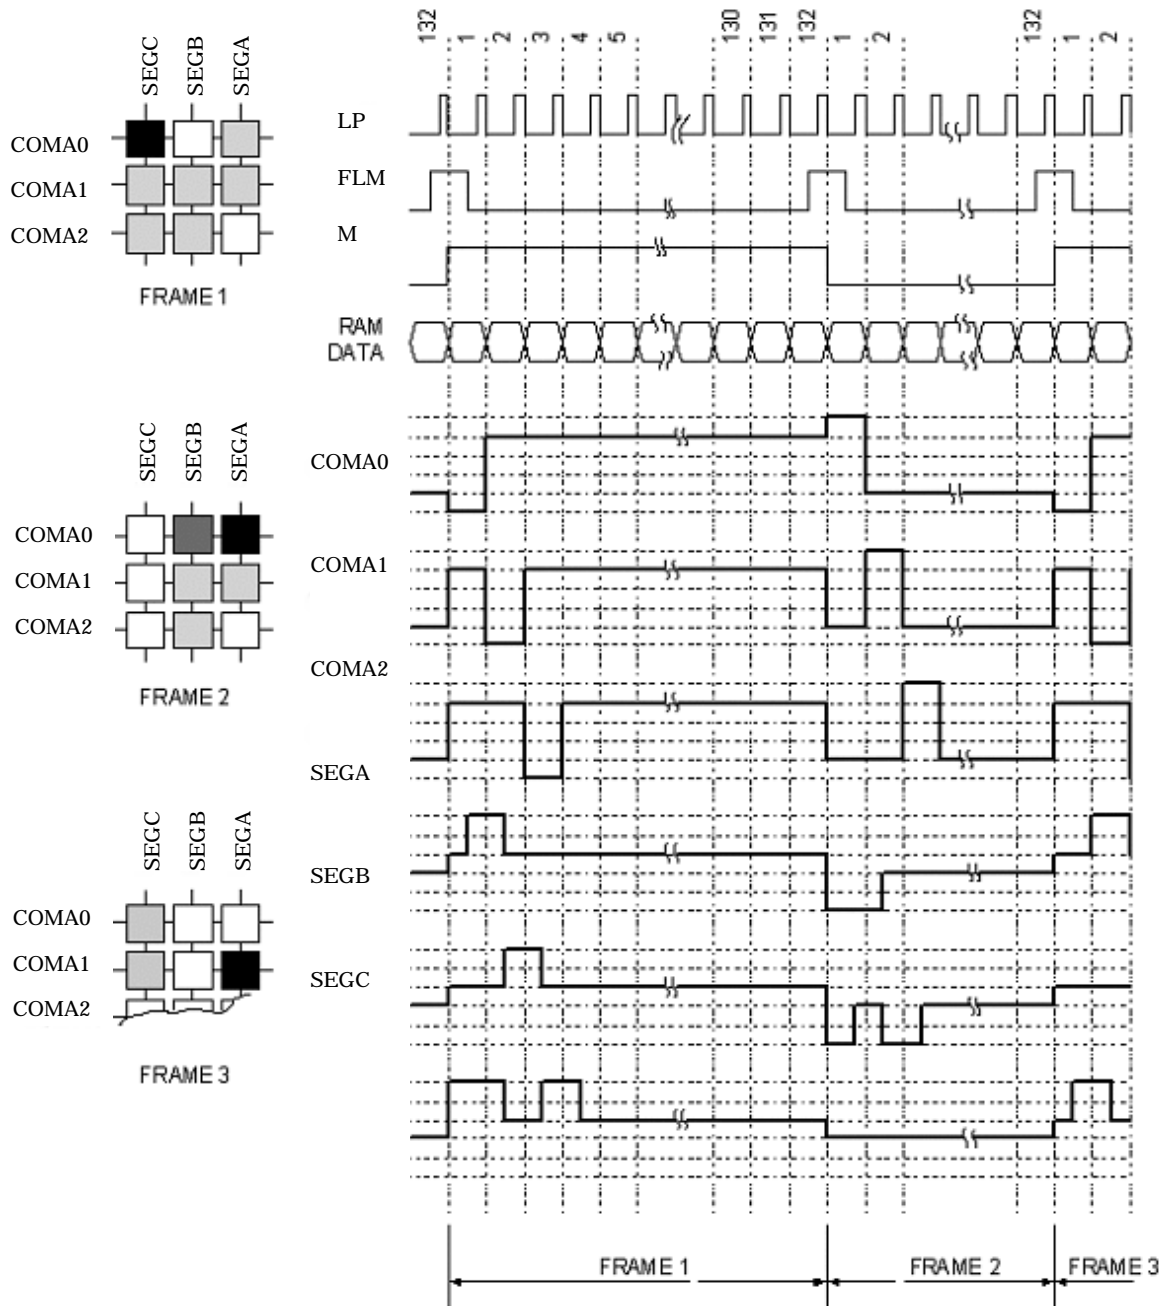 132 1 2 3 4 5 130 131 132 1 2 132 1 2
SEGC SEGB SEGA
COMA0
COMA1
COMA2
FRAME 1
LP
FLM
M
RAM
DATA
SEGC SEGB SEGA
COMA0
COMA1
COMA2
FRAME 2
COMA0
COMA1
COMA2
SEGA
SEGB
SEGC
SEGC SEGB SEGA
COMA0
COMA1
COMA2
FRAME 3
FRAME 1 FRAME 2 FRAME 3